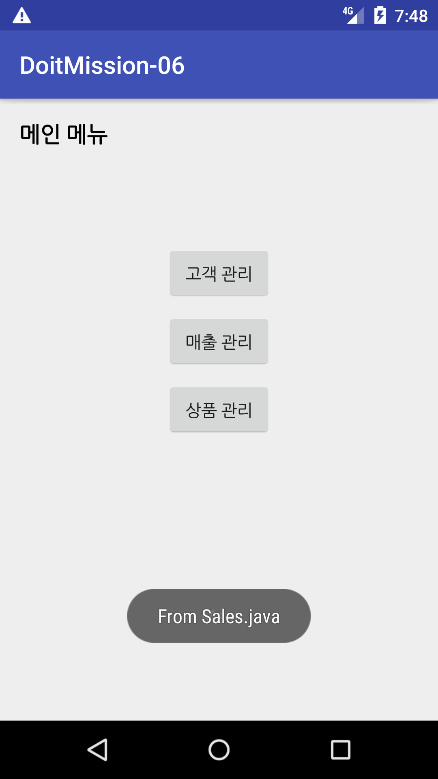 4G 7:48
DoitMission-06
메인 메뉴
고객 관리
매출 관리
상품 관리
From Sales.java